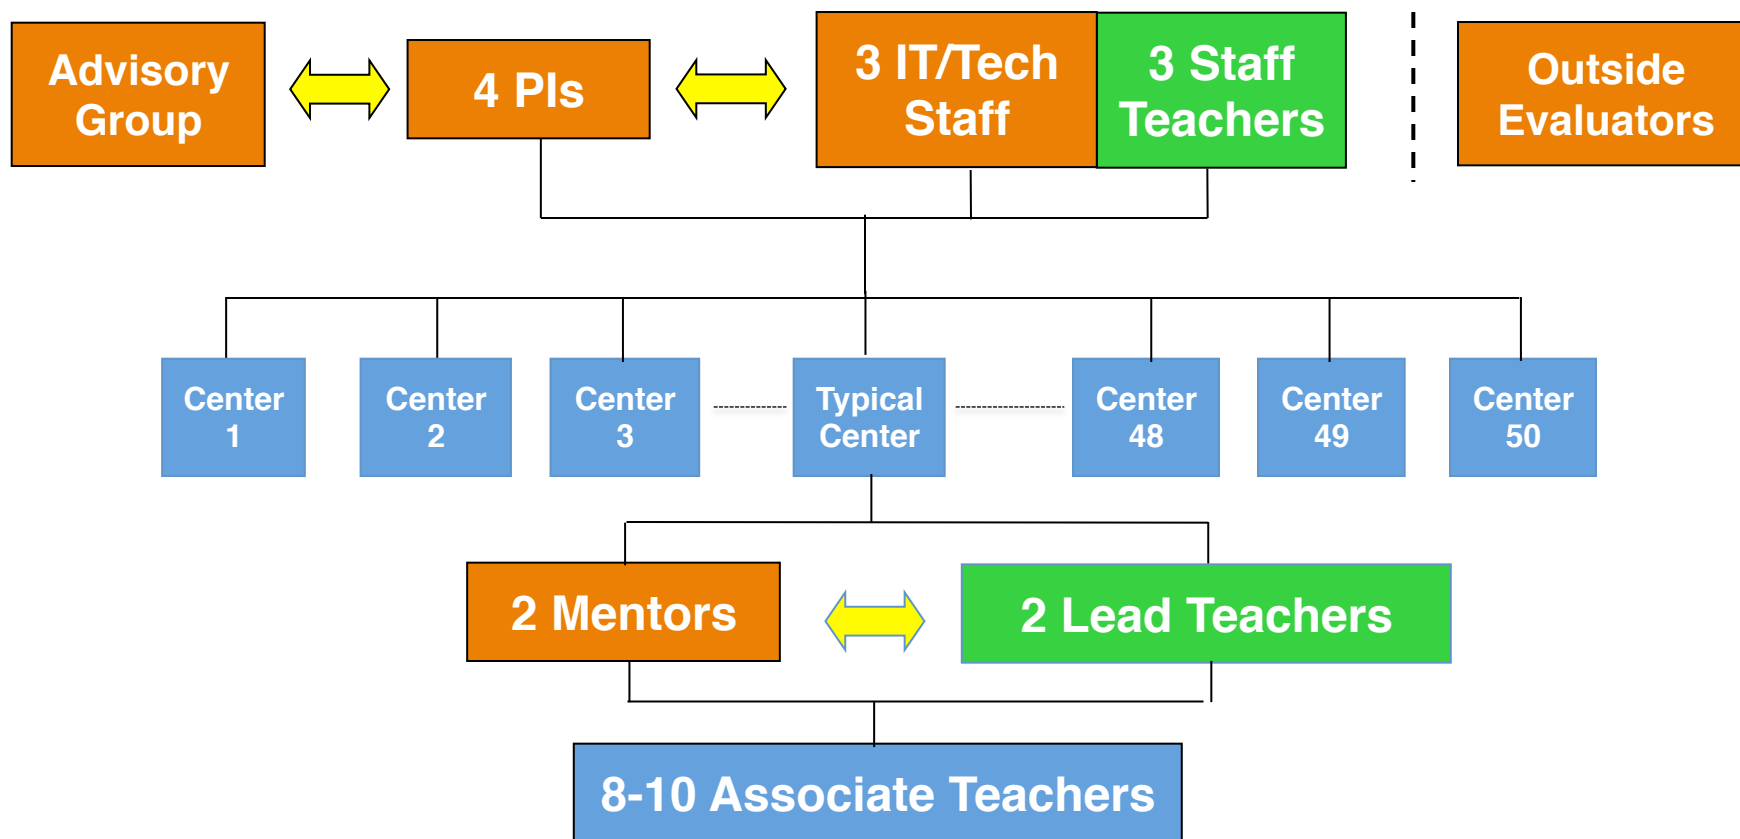 Advisory
Group
4 PIs
3 IT/Tech
Staff
3 Staff
Teachers
Outside
Evaluators
Center
1
Center
2
Center
3
Typical
Center
Center
48
Center
49
Center
50
2 Mentors
2 Lead Teachers
8-10 Associate Teachers